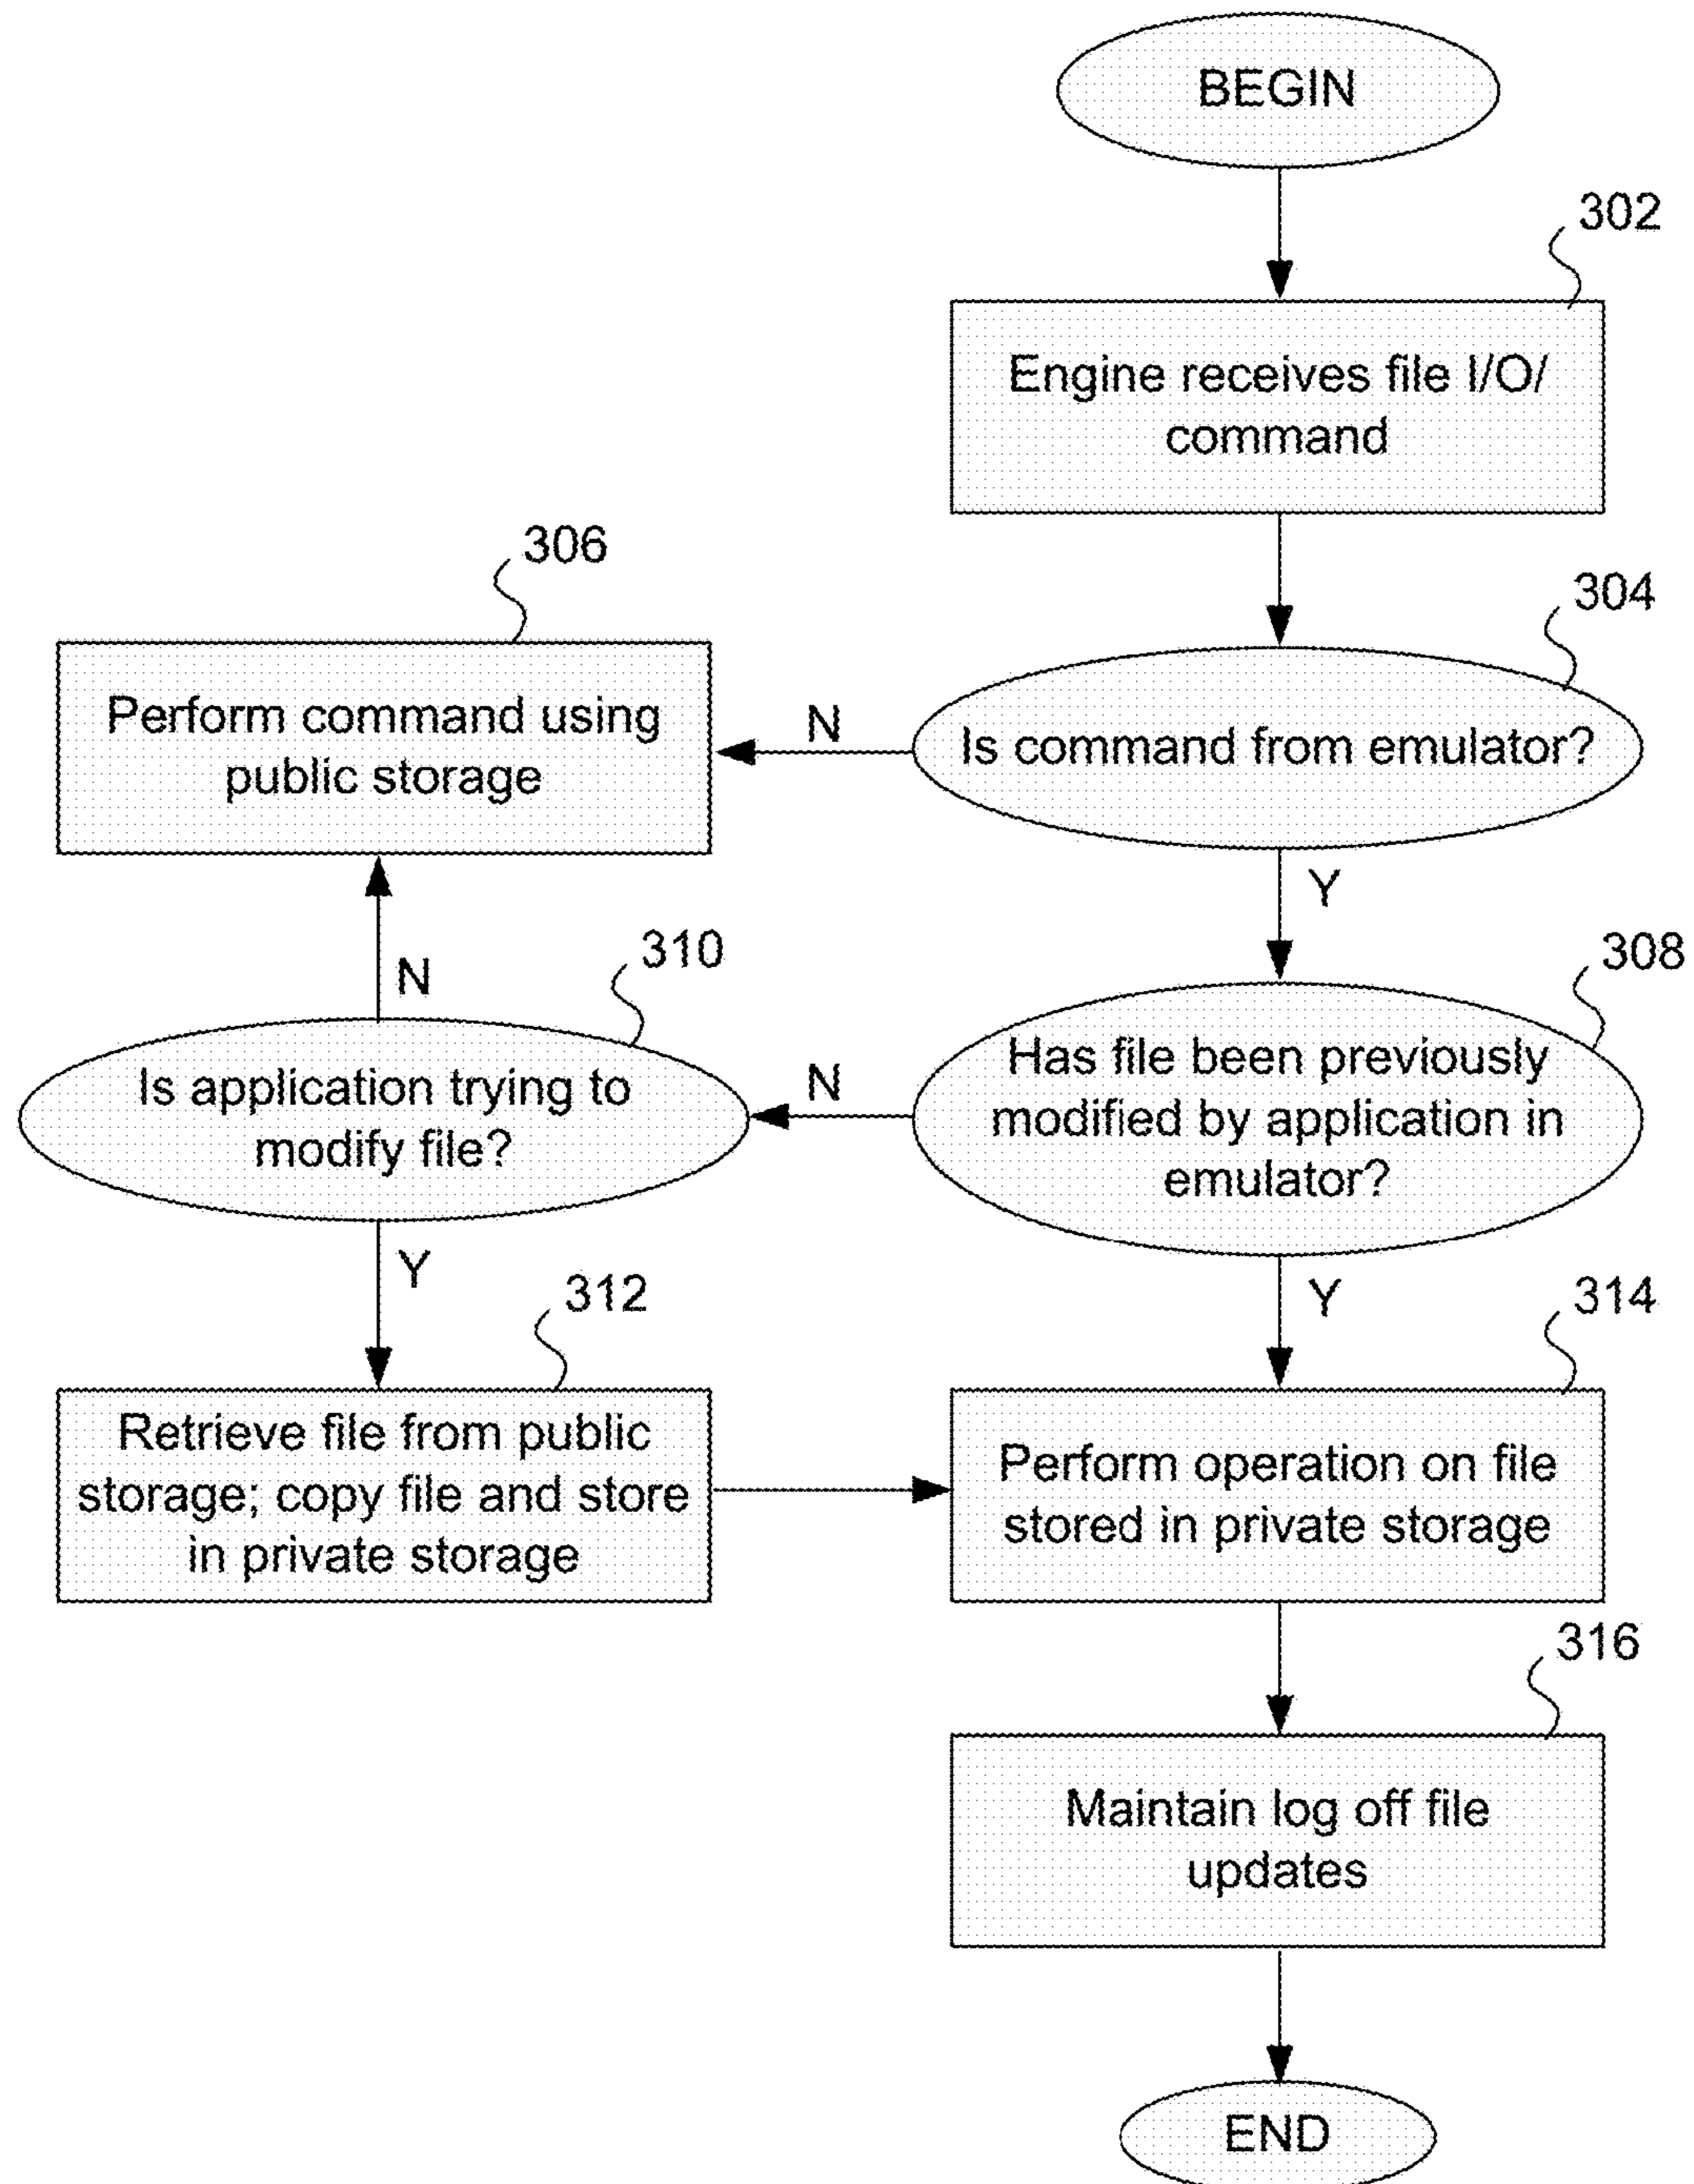 BEGIN
302
Engine receives file I/O/
command
306
304
Perform command using
public storage
N
Is command from emulator?
Y
310
308
N
Is application trying to
modify file?
N
Has file been previously
modified by application in
emulator?
Y
312
Y
314
Retrieve file from public
storage; copy file and store
in private storage
Perform operation on file
stored in private storage
316
Maintain log off file
updates
END